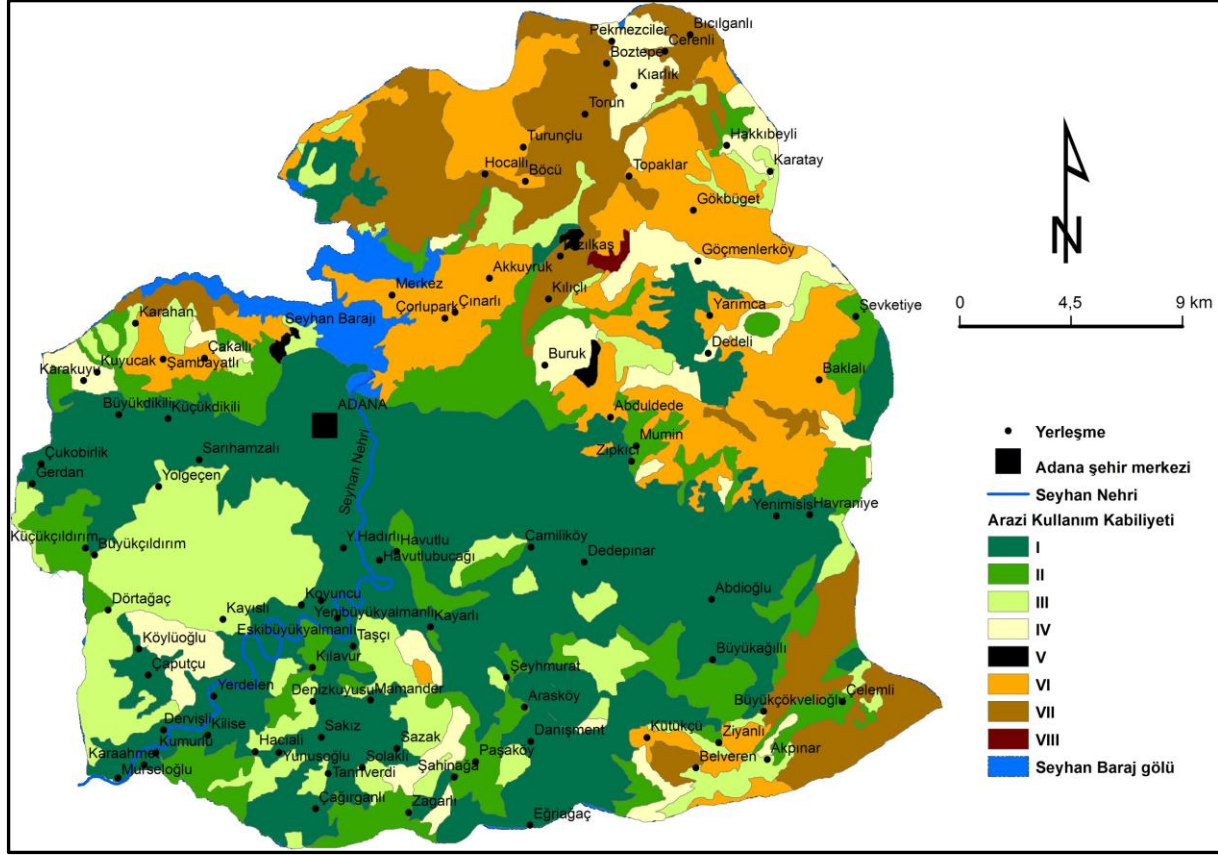 Bıcılganlı
Pekmezciler
Cerenli
Boztepe
Kıarlık
Torun
Turunçlu
Hakkıbeyli
Hocallı
Böcü
Topaklar
Karatay
Gökbüget
Kızılkaş
Göçmenlerköy
Akkuyruk
Merkez
Kılıçlı
Çorlupark
Çınarlı
Yarımca
Şevketiye
Karahan
Seyhan Barajı
Çakallı
Kuyucak
Şambayatlı
Buruk
Dedeli
Karakuyu
Baklalı
Büyükdikili
Küçükdikili
ADANA
Abduldede
Mumin
Zıpkıcı
Seyhan Nehri
Çukobirlik
Sarıhamzalı
Gerdan
Yolgeçen
Yenimisis
Havraniye
Küçükçıldırım
Büyükçıldırım
Y.Hadırlı
Havutlu
Havutlubucağı
Camiliköy
Dedepınar
Dörtağaç
Koyuncu
Abdioğlu
Kayışlı
Yenibüyükyalmanlı
Kayarlı
Eskibüyükyalmanlı
Köylüoğlu
Taşçı
Çaputçu
Kılavur
Şeyhmurat
Büyükağıllı
Yerdelen
Denizkuyusu
Mamander
Arasköy
Büyükçökvelioğlu
Çelemli
Dervişli
Kilise
Sakız
Danışment
Kütükçü
Ziyanlı
Karaahmet
Kumurlu
Hacıali
Yunusoğlu
Solaklı
Sazak
Paşaköy
Belveren
Akpınar
Murseloğlu
Tanrıverdi
Şahinağa
Çağırganlı
Zağarlı
Eğriağaç
N
0 4,5 9 km
Yerleşme
Adana şehir merkezi
Seyhan Nehri
Arazi Kullanım Kabiliyeti
I
II
III
IV
V
VI
VII
VIII
Seyhan Baraj gölü